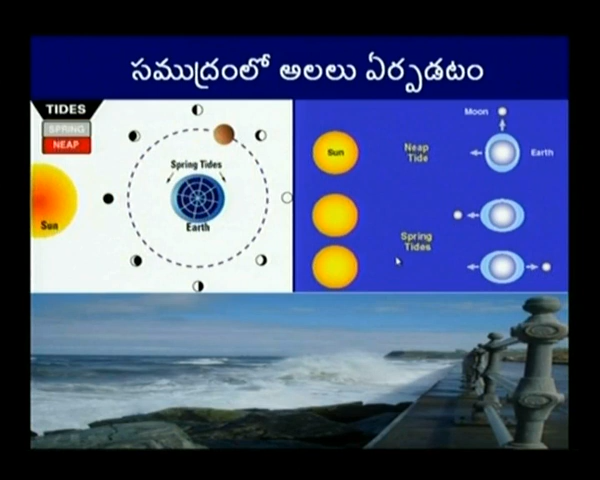 సముద్రంలో అలలు ఏర్పడటం
TIDES
SPRING
NEAP
Spring Tides
Sun
Earth
Moon
Sun
Neap
Tide
Earth
Spring
Tides